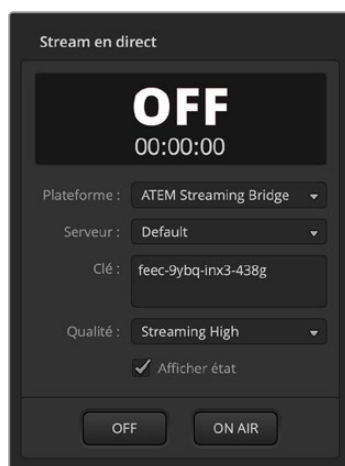 Stream en direct
OFF
00:00:00
Plateforme : ATEM Streaming Bridge
Serveur : Default
Clé : feec-9ybq-inx3-438g
Qualité : Streaming High
Afficher état
OFF ON AIR